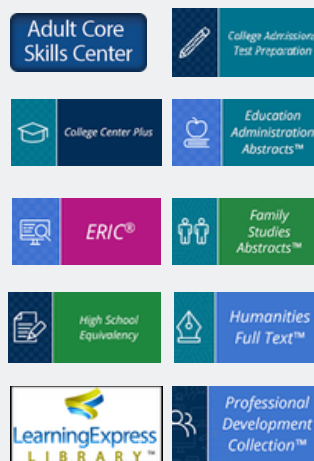 Adult Core
Skills Center
College Admissions
Test Preparation
College Center Plus
Education
Administration
Abstracts™
ERIC®
Family
Studies
Abstracts™
High School
Equivalency
Humanities
Full Text™
LearningExpress
LIBRARY™
Professional
Development
Collection™